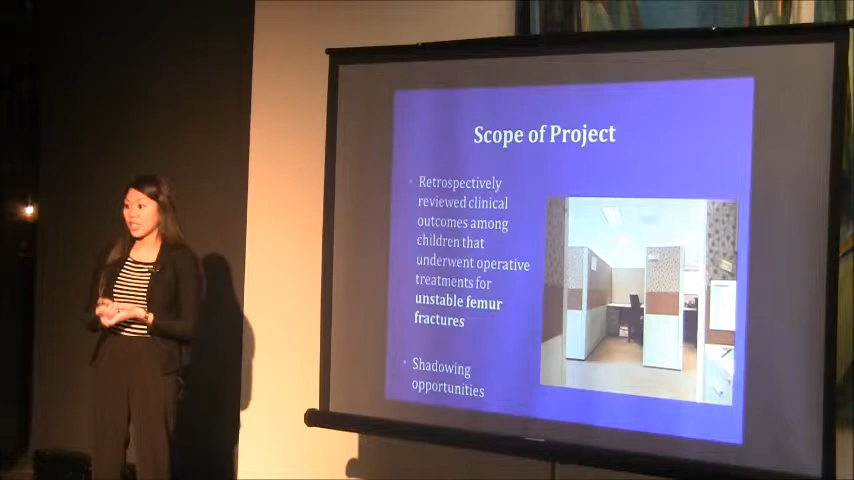 Scope of Project
• Retrospectively
reviewed clinical
outcomes among
children that
underwent operative
treatments for
unstable femur
fractures
• Shadowing
opportunities